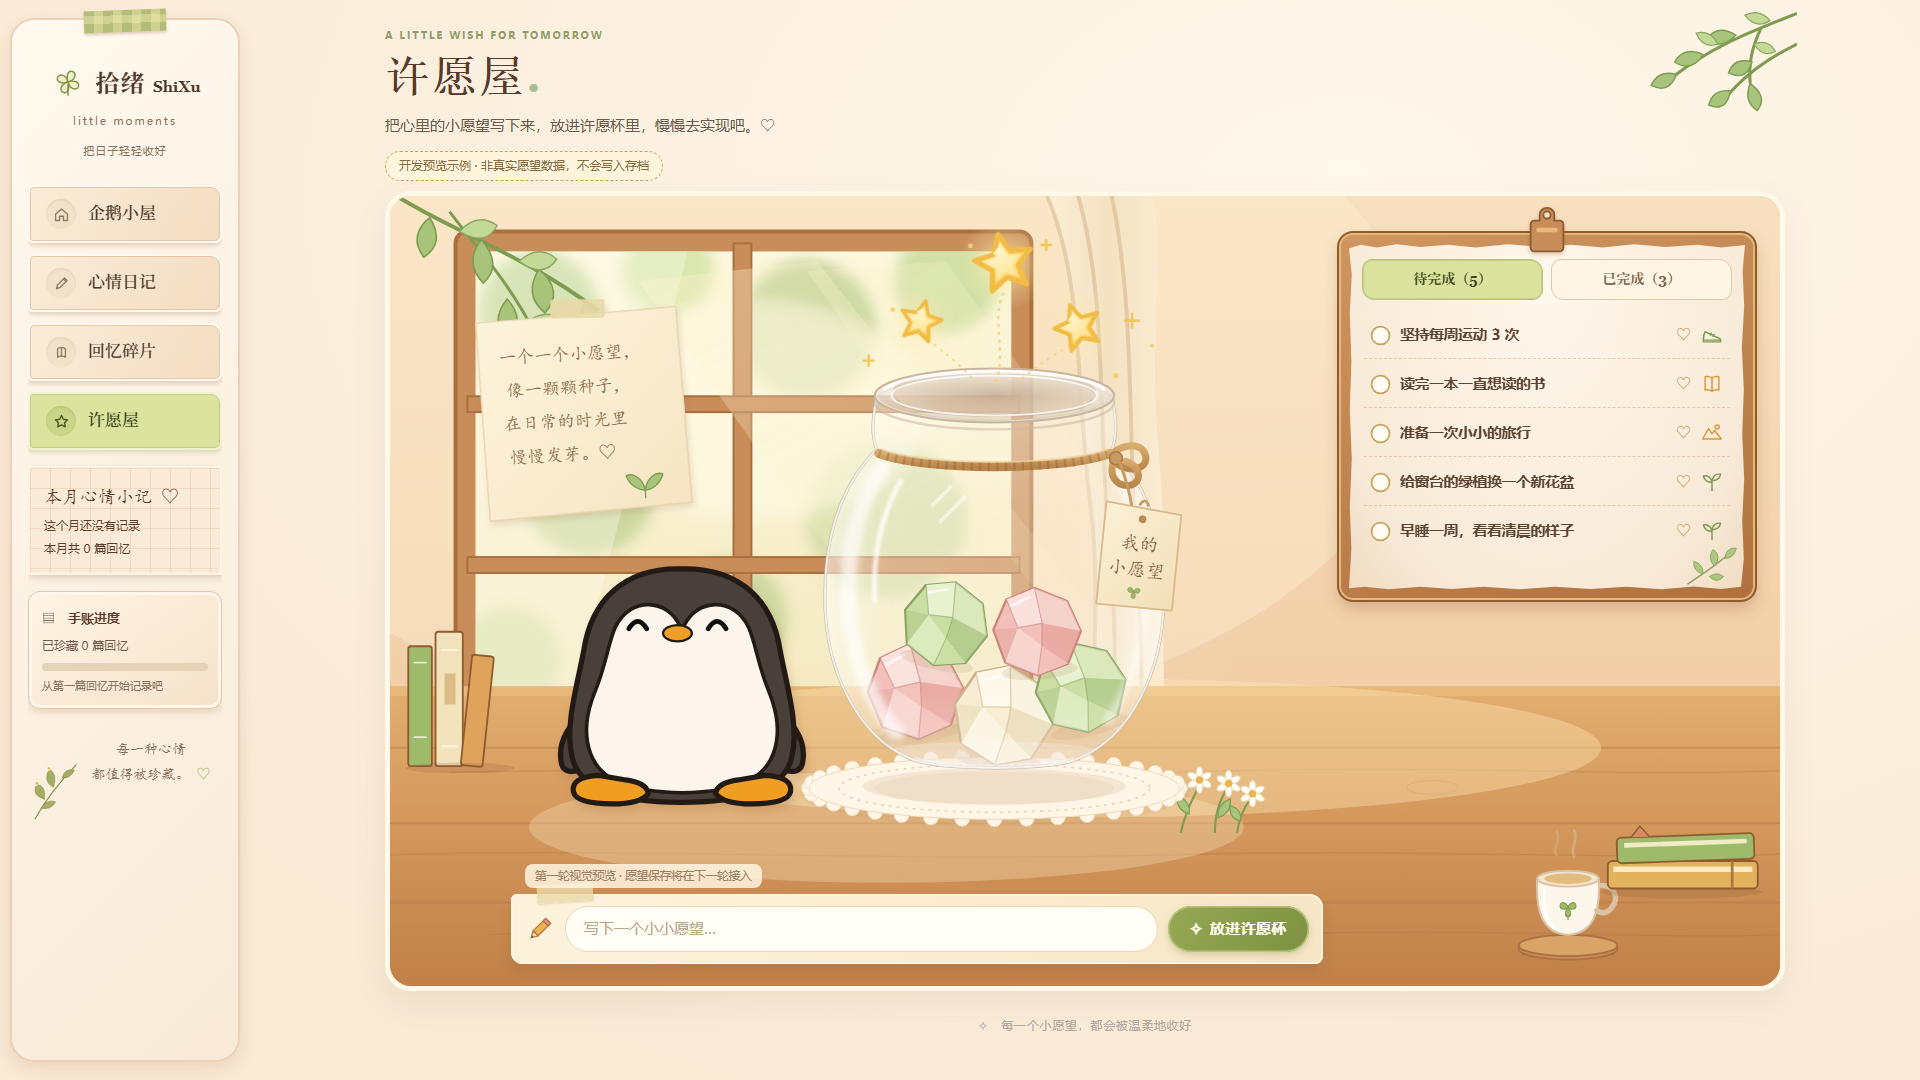 拾绪 ShiXu
little moments
把日子轻轻收好
企鹅小屋
心情日记
回忆碎片
许愿屋
本月心情小记 ♡
这个月还没有记录
本月共 0 篇回忆
手账进度
已珍藏 0 篇回忆
从第一篇回忆开始记录吧
每一种心情
都值得被珍藏。 ♡
A LITTLE WISH FOR TOMORROW
许愿屋
把心里的小愿望写下来，放进许愿杯里，慢慢去实现吧。♡
开发预览示例 · 非真实愿望数据，不会写入存档
一个一个小愿望，
像一颗颗种子，
在日常的时光里
慢慢发芽。♡
我的
小愿望
待完成（5）
已完成（3）
坚持每周运动 3 次
读完一本一直想读的书
准备一次小小的旅行
给窗台的绿植换一个新花盆
早睡一周，看看清晨的样子
第一轮视觉预览 · 愿望保存将在下一轮接入
写下一个小小愿望...
✧ 放进许愿杯
✧ 每一个小愿望，都会被温柔地收好